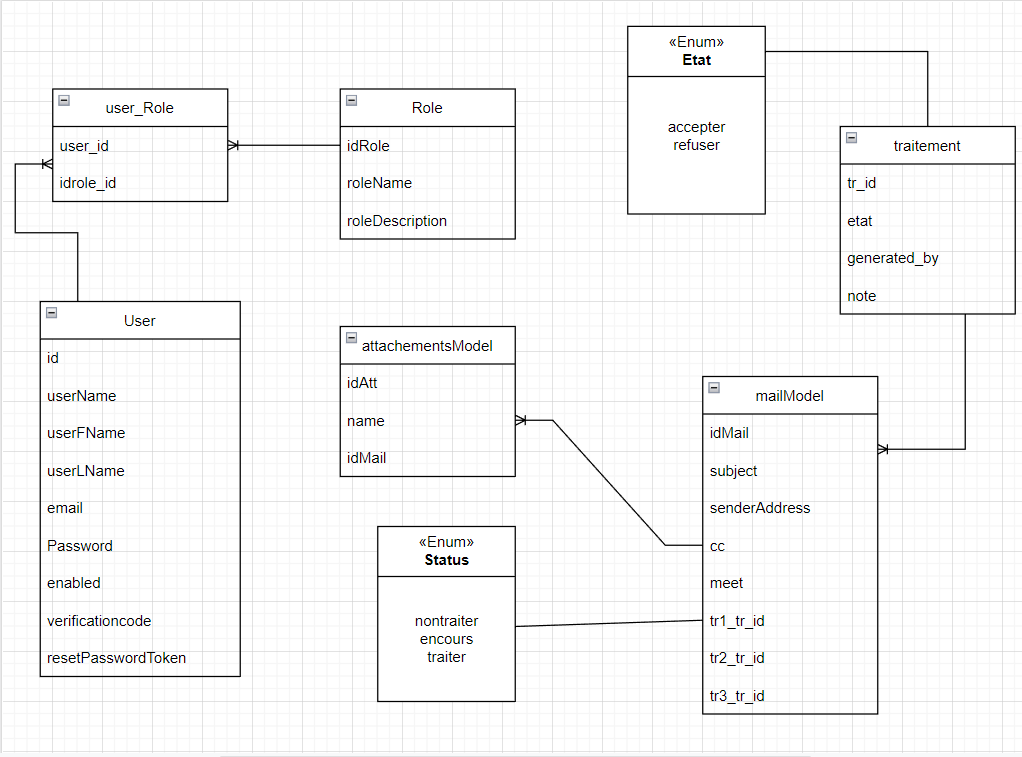 «Enum»
Etat
accepter
refuser
user_Role
user_id
idrole_id
Role
idRole
roleName
roleDescription
traitement
tr_id
etat
generated_by
note
User
id
userName
userFName
userLName
email
Password
enabled
verificationcode
resetPasswordToken
attachementsModel
idAtt
name
idMail
mailModel
idMail
subject
senderAddress
cc
meet
tr1_tr_id
tr2_tr_id
tr3_tr_id
«Enum»
Status
nontraiter
encours
traiter